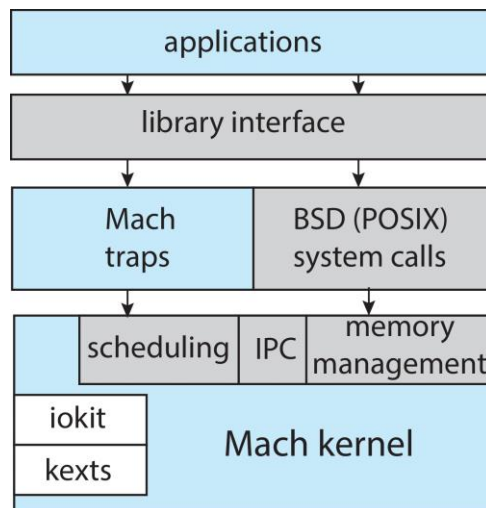 applications
library interface
Mach
traps
BSD (POSIX)
system calls
scheduling
IPC
memory
management
iokit
kexts
Mach kernel